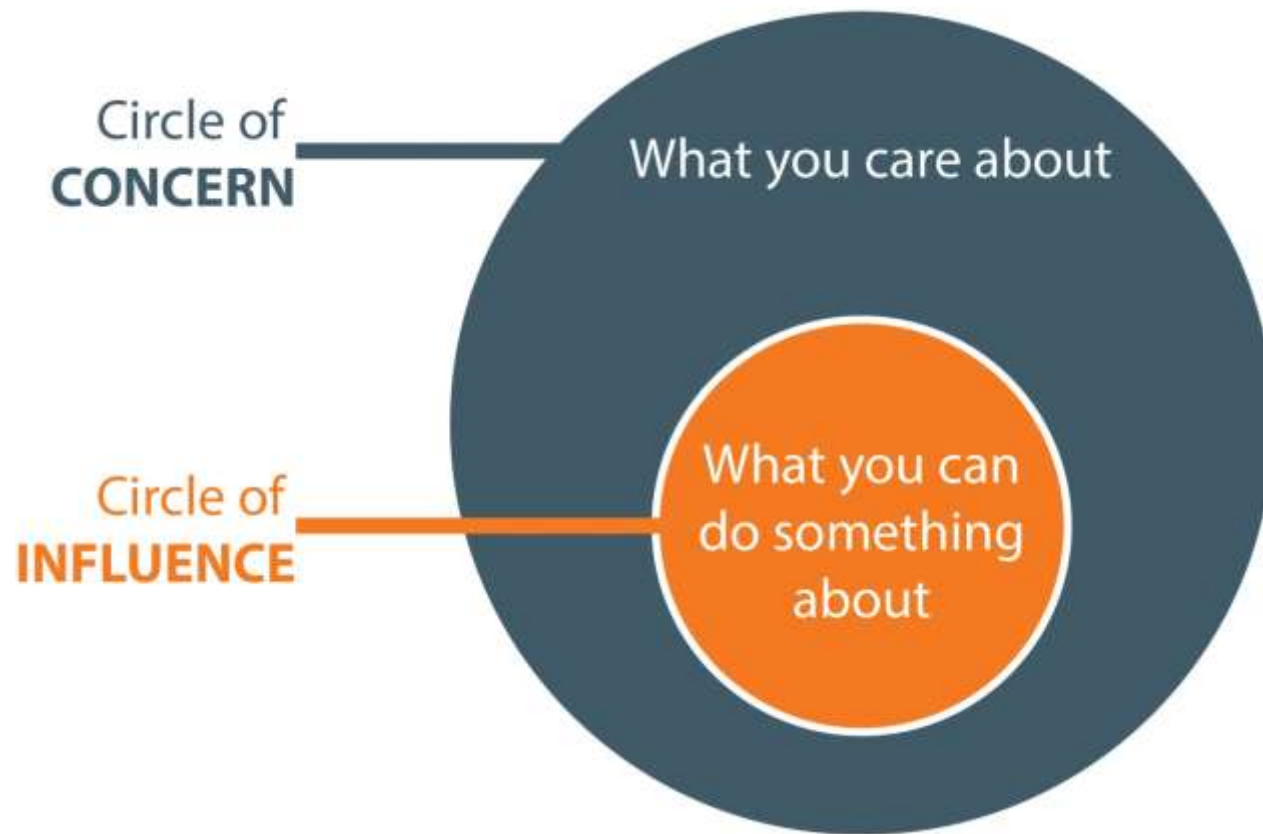 Circle of
CONCERN
What you care about
Circle of
INFLUENCE
What you can
do something
about